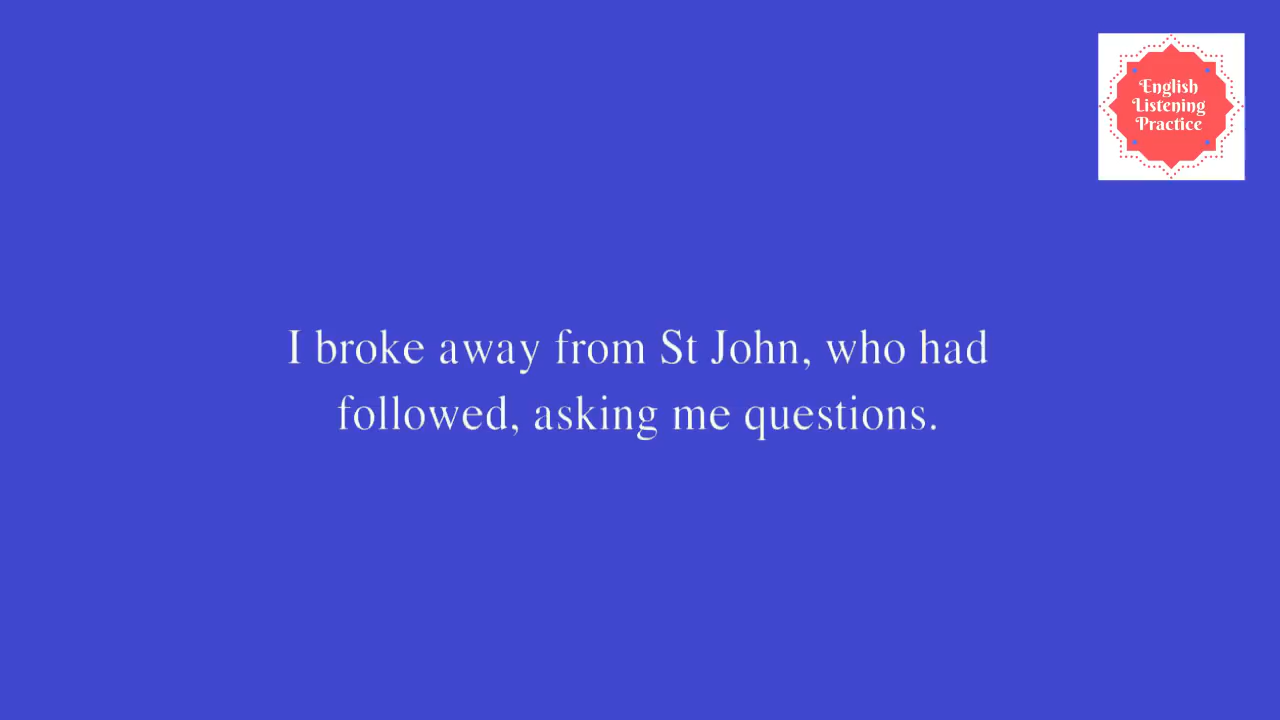 English
Listening
Practice
I broke away from St John, who had
followed, asking me questions.